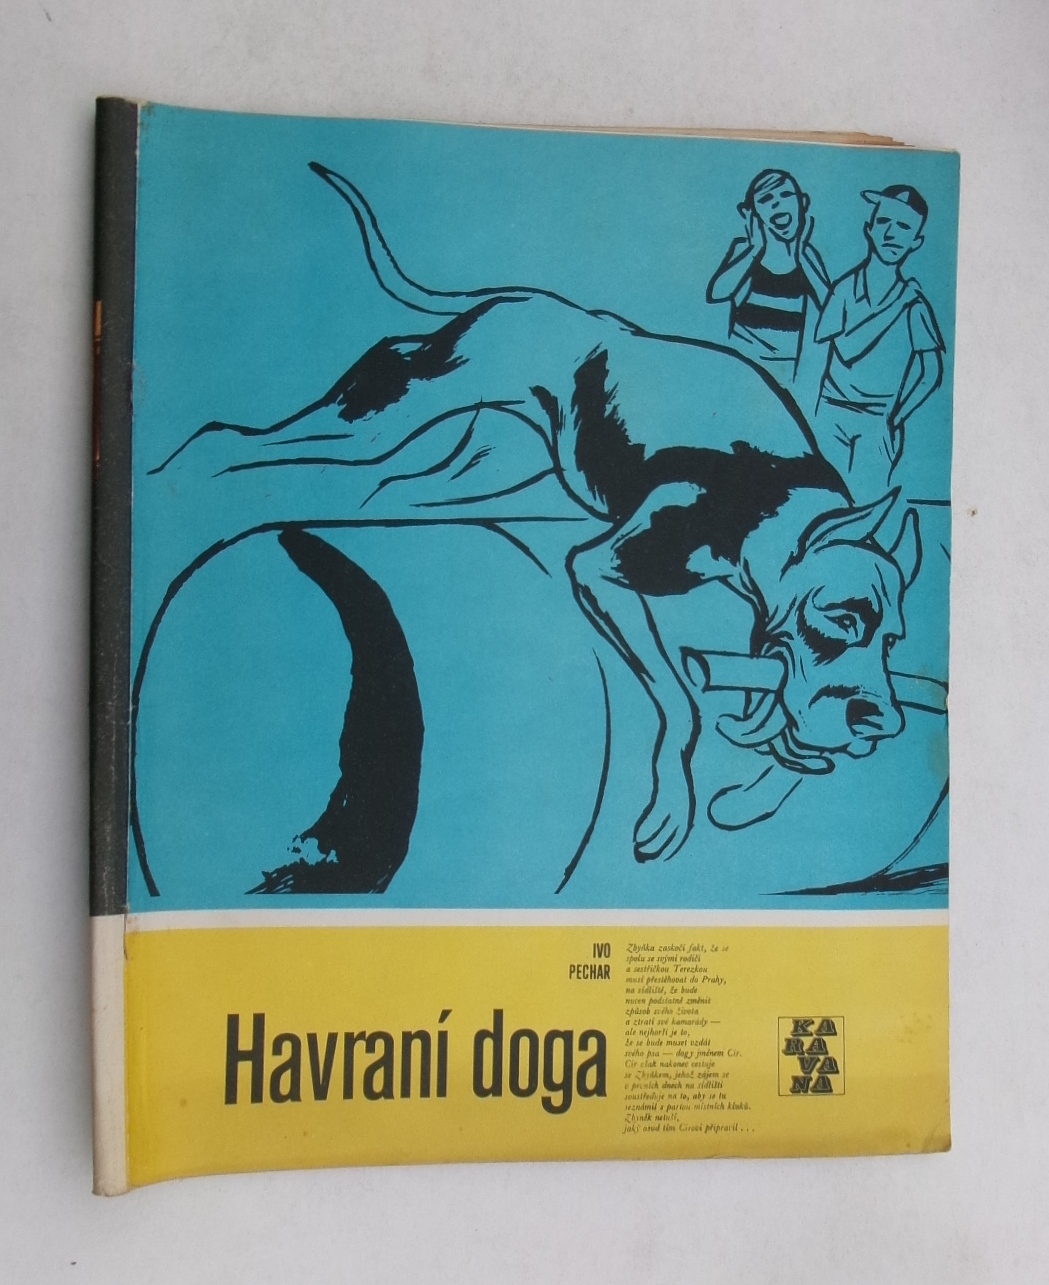 IVO
PECHAR
Havraní doga
Zbyňka zaskočí fakt, že se
spolu se svými rodiči
a sestřičkou Terezkou
musí přestěhovat do Prahy,
na sídliště, že bude
nucen podstatně změnit
způsob svého života
a ztratí své kamarády —
ale nejhorší je to,
že se bude muset vzdát
svého psa — dogy jménem Cir.
Cir však nakonec cestuje
se Zbyňkem, jehož zájem se
v prvních dnech na sídlišti
soustřeďuje na to, aby se tu
seznámil s partou místních kluků.
Zbyněk netuší,
jaký osud tím Cirovi připravil . . .
KA
RA
VA
NA